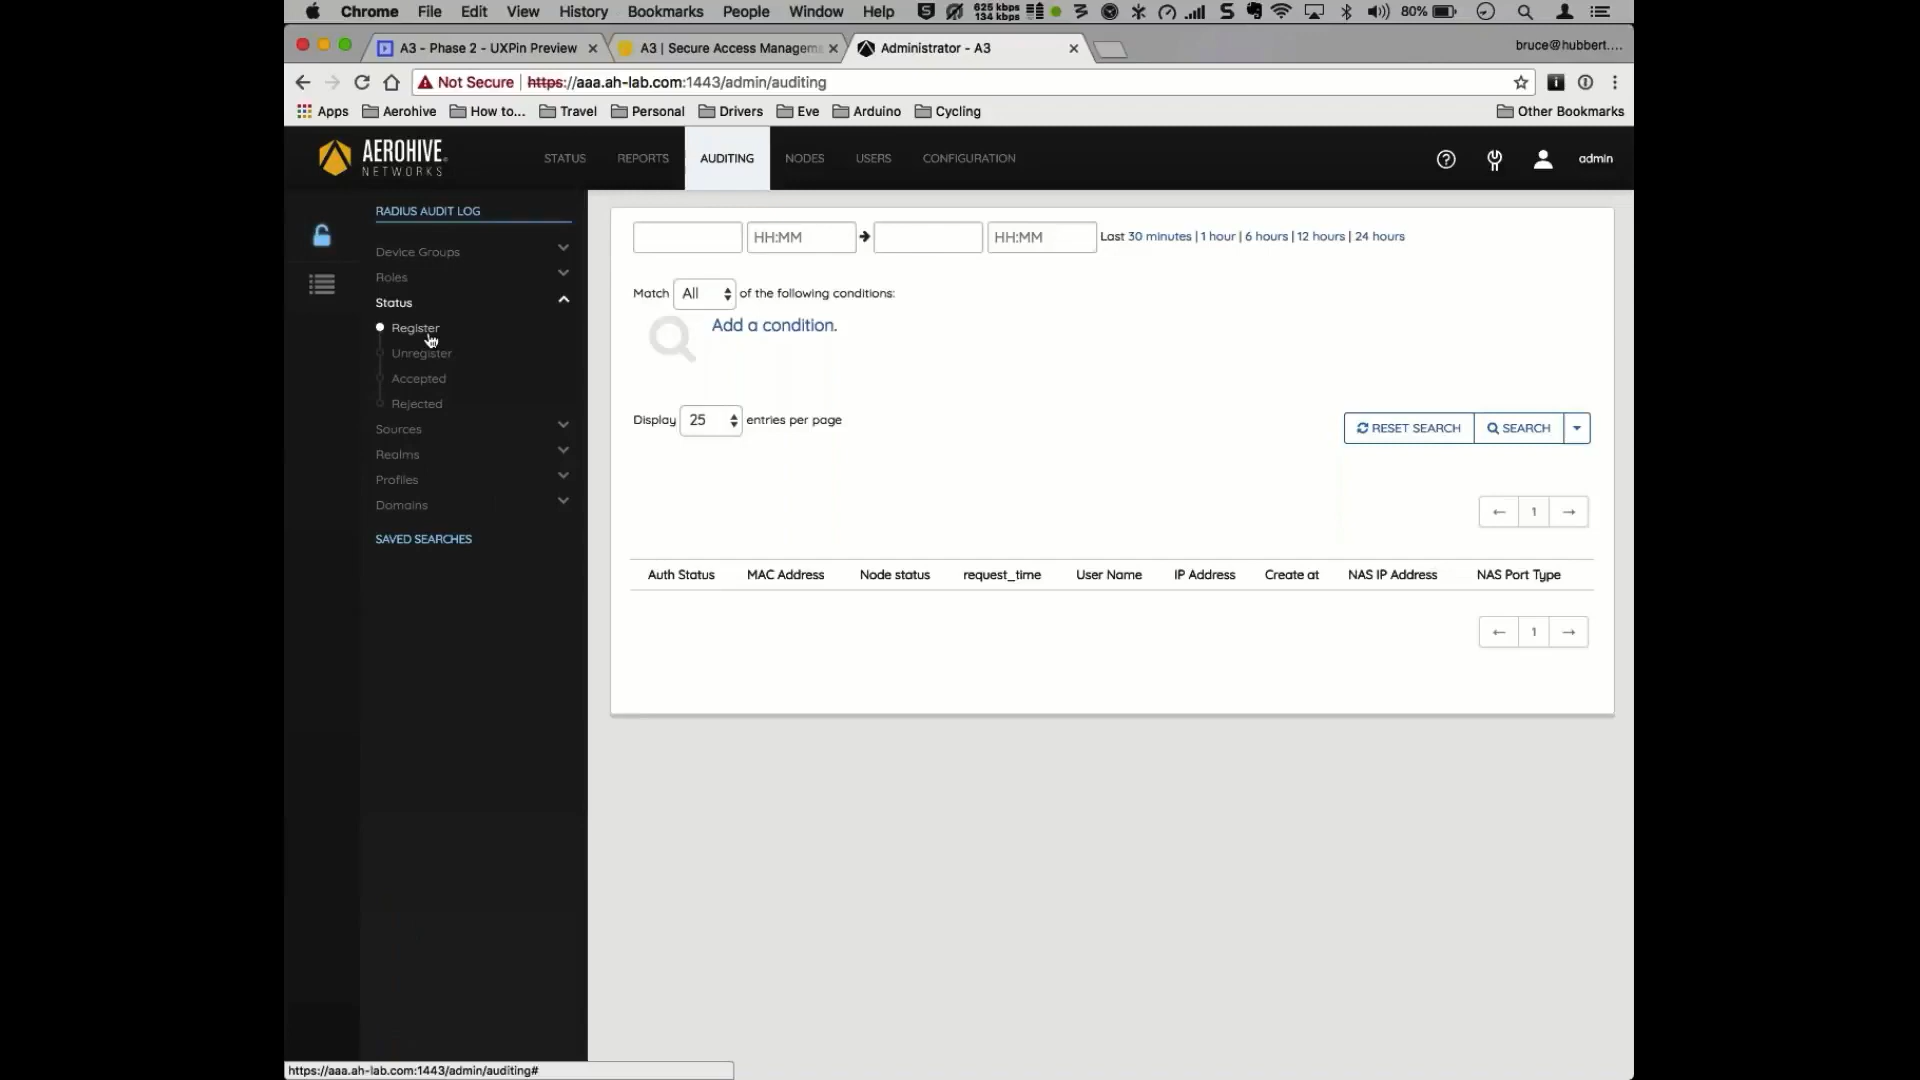 Chrome File Edit View History Bookmarks People Window Help 625 kbps 134 kbps 80%
A3 - Phase 2 - UXPin Preview
A3 | Secure Access Managem
Administrator - A3
bruce@hubbert....
Not Secure | https://aaa.ah-lab.com:1443/admin/auditing
Apps Aerohive How to... Travel Personal Drivers Eve Arduino Cycling Other Bookmarks
AEROHIVE NETWORKS
STATUS REPORTS AUDITING NODES USERS CONFIGURATION admin
RADIUS AUDIT LOG
Device Groups
Roles
Status
Register
Unregister
Accepted
Rejected
Sources
Realms
Profiles
Domains
SAVED SEARCHES
HH:MM → HH:MM Last 30 minutes | 1 hour | 6 hours | 12 hours | 24 hours
Match All of the following conditions:
Add a condition.
Display 25 entries per page
RESET SEARCH SEARCH
← 1 →
Auth Status MAC Address Node status request_time User Name IP Address Create at NAS IP Address NAS Port Type
← 1 →
https://aaa.ah-lab.com:1443/admin/auditing#